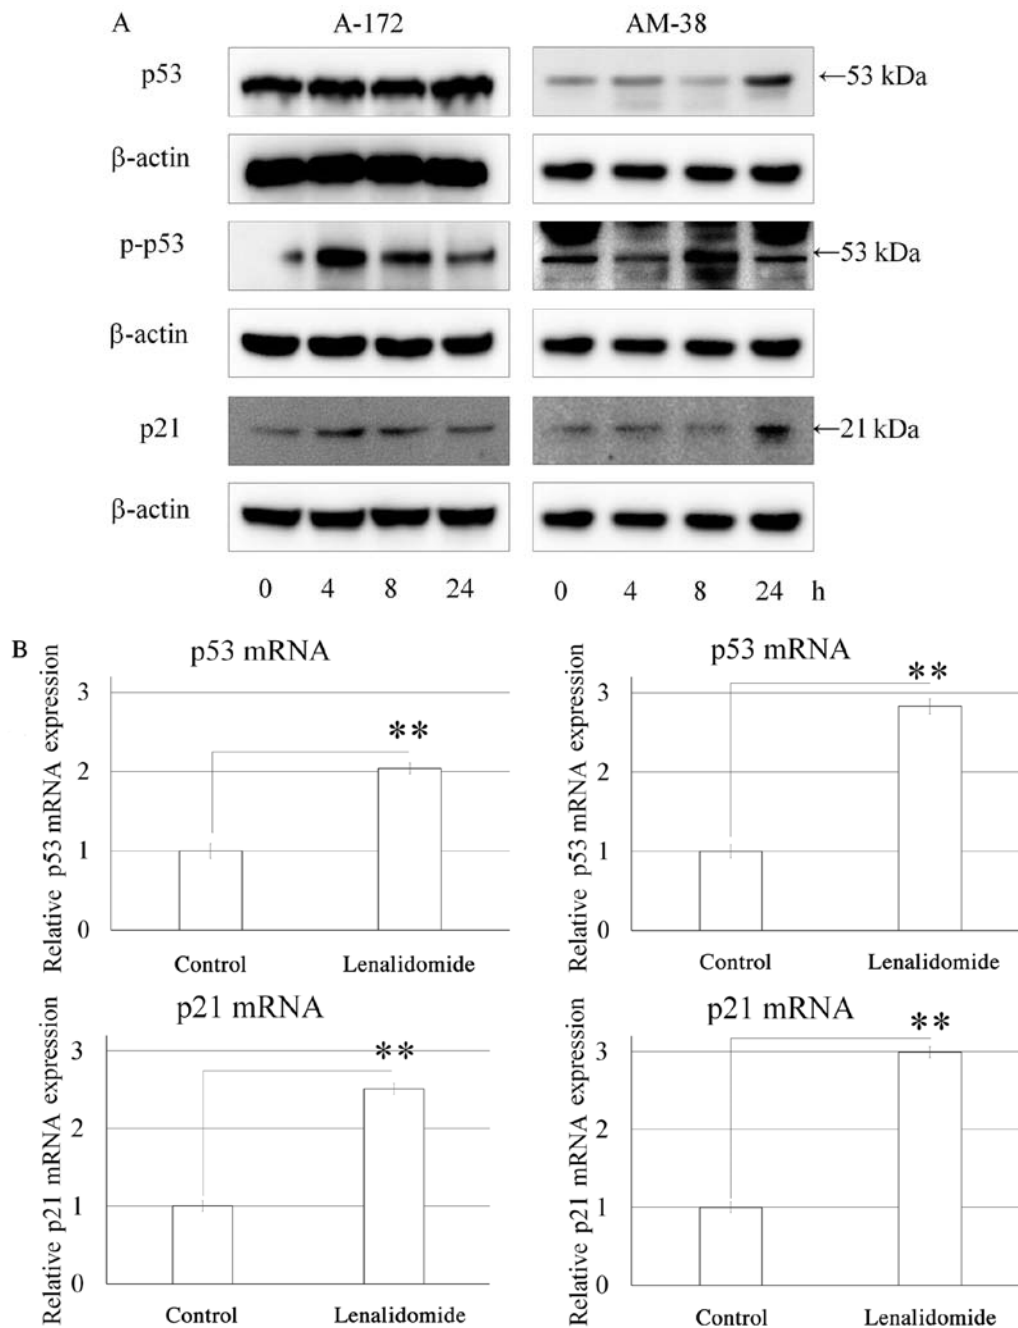 A
A-172
AM-38
p53
←53 kDa
β-actin
p-p53
←53 kDa
β-actin
p21
←21 kDa
β-actin
0 4 8 24 0 4 8 24 h
B
p53 mRNA
Relative p53 mRNA expression
3
2
1
0
**
Control Lenalidomide
p53 mRNA
Relative p53 mRNA expression
3
2
1
0
**
Control Lenalidomide
p21 mRNA
Relative p21 mRNA expression
3
2
1
0
**
Control Lenalidomide
p21 mRNA
Relative p21 mRNA expression
3
2
1
0
**
Control Lenalidomide